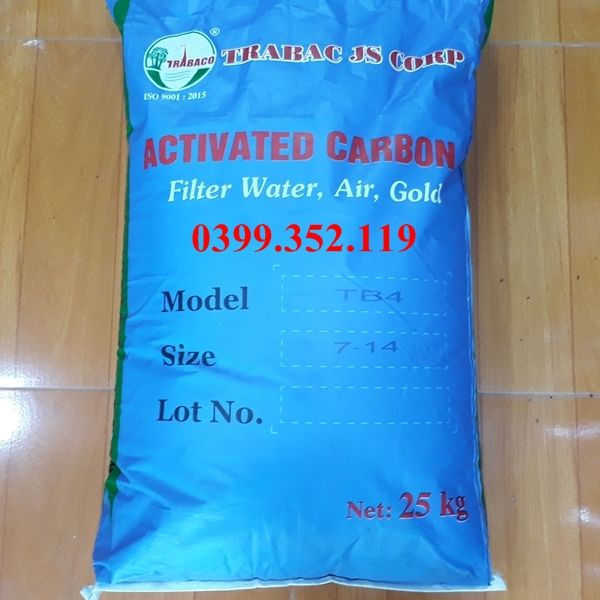 ®
TRABACO
TRABAC JS CORP
ISO 9001 : 2015
ACTIVATED CARBON
Filter Water, Air, Gold
0399.352.119
Model TB4
Size 7-14
Lot No.
Net: 25 kg